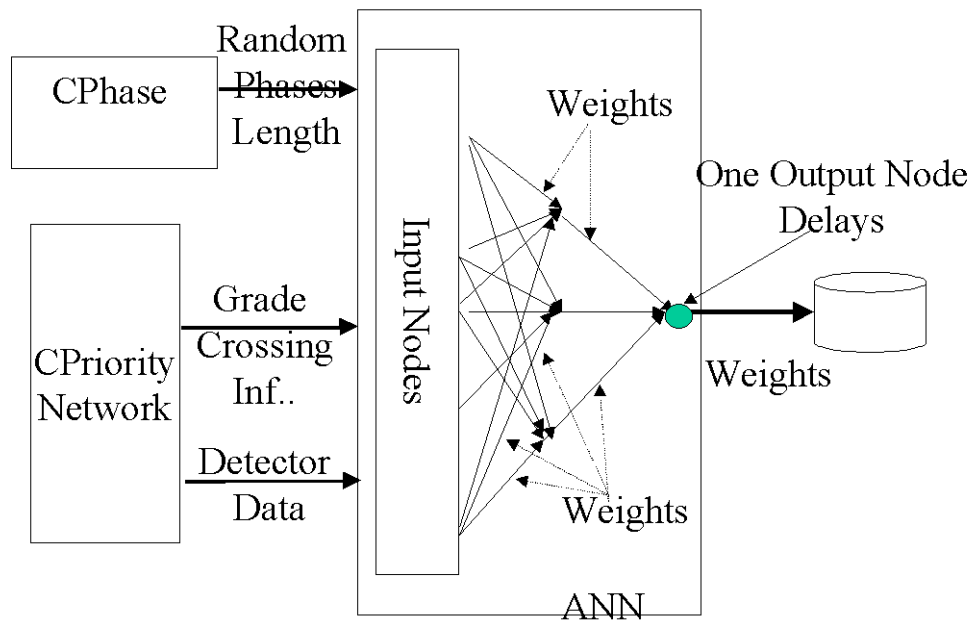 CPhase
Random
Phases
Length
CPriority
Network
Grade
Crossing
Inf..
Detector
Data
Input Nodes
Weights
Weights
ANN
One Output Node
Delays
Weights